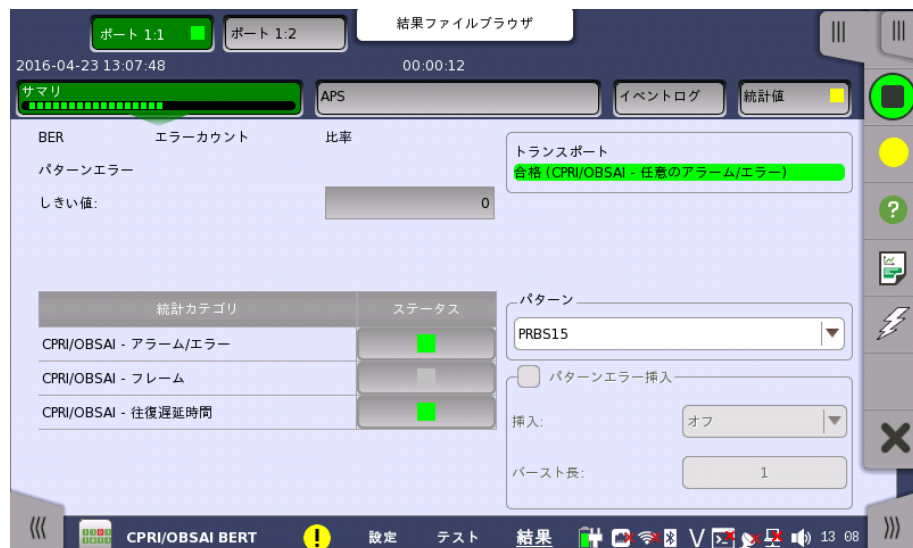 結果ファイルブラウザ
ポート 1:1
ポート 1:2
2016-04-23 13:07:48
00:00:12
サマリ
APS
イベントログ
統計値
BER
エラーカウント
比率
パターンエラー
しきい値:
0
トランスポート
合格 (CPRI/OBSAI - 任意のアラーム/エラー)
統計カテゴリ
ステータス
CPRI/OBSAI - アラーム/エラー
CPRI/OBSAI - フレーム
CPRI/OBSAI - 往復遅延時間
パターン
PRBS15
パターンエラー挿入
挿入:
オフ
バースト長:
1
CPRI/OBSAI BERT
設定
テスト
結果
13 08